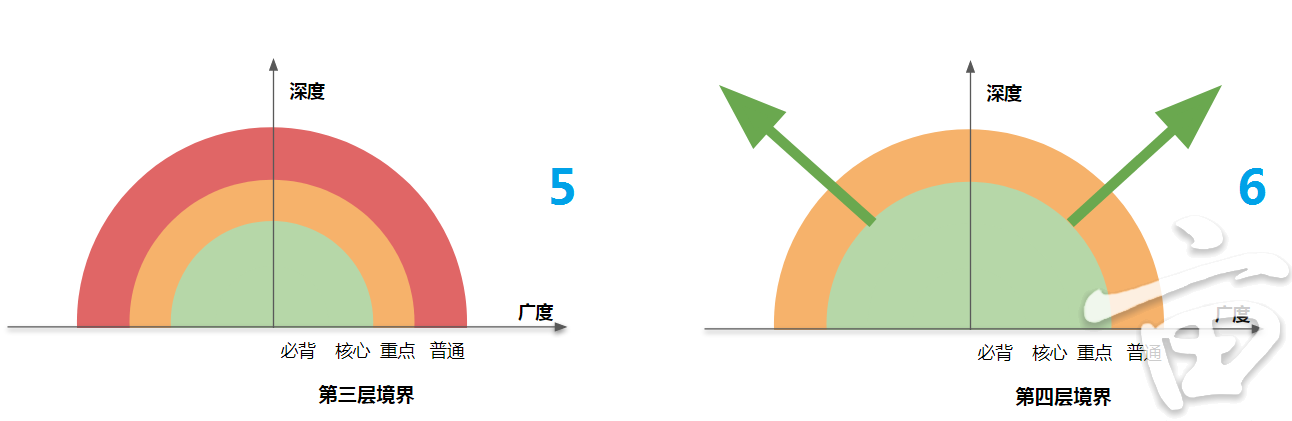 深度
5
广度
必背 核心 重点 普通
第三层境界
深度
6
广度
必背 核心 重点 普通
第四层境界